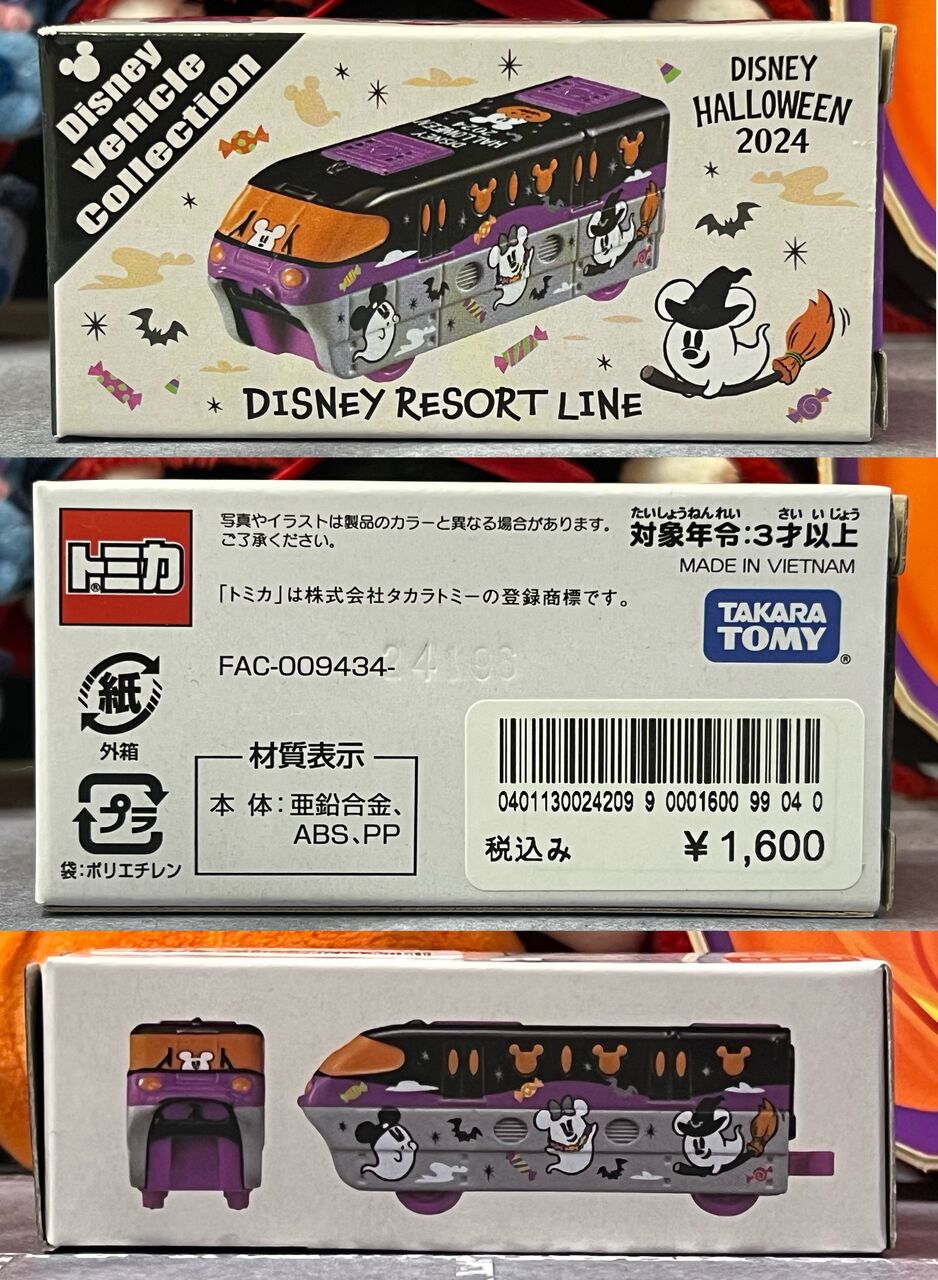 Disney
Vehicle
Collection
DISNEY
HALLOWEEN
2024
DISNEY
HALLOWEEN
2024
DISNEY RESORT LINE
トミカ®
写真やイラストは製品のカラーと異なる場合があります。
ご了承ください。
「トミカ」は株式会社タカラトミーの登録商標です。
FAC-009434-
24196
たいしょうねんれい さい いじょう
対象年令:3才以上
MADE IN VIETNAM
TAKARA
TOMY®
紙
外箱
プラ
袋:ポリエチレン
材質表示
本 体:亜鉛合金、
ABS、PP
0401130024209 9 0001600 99 04 0
税込み ¥1,600